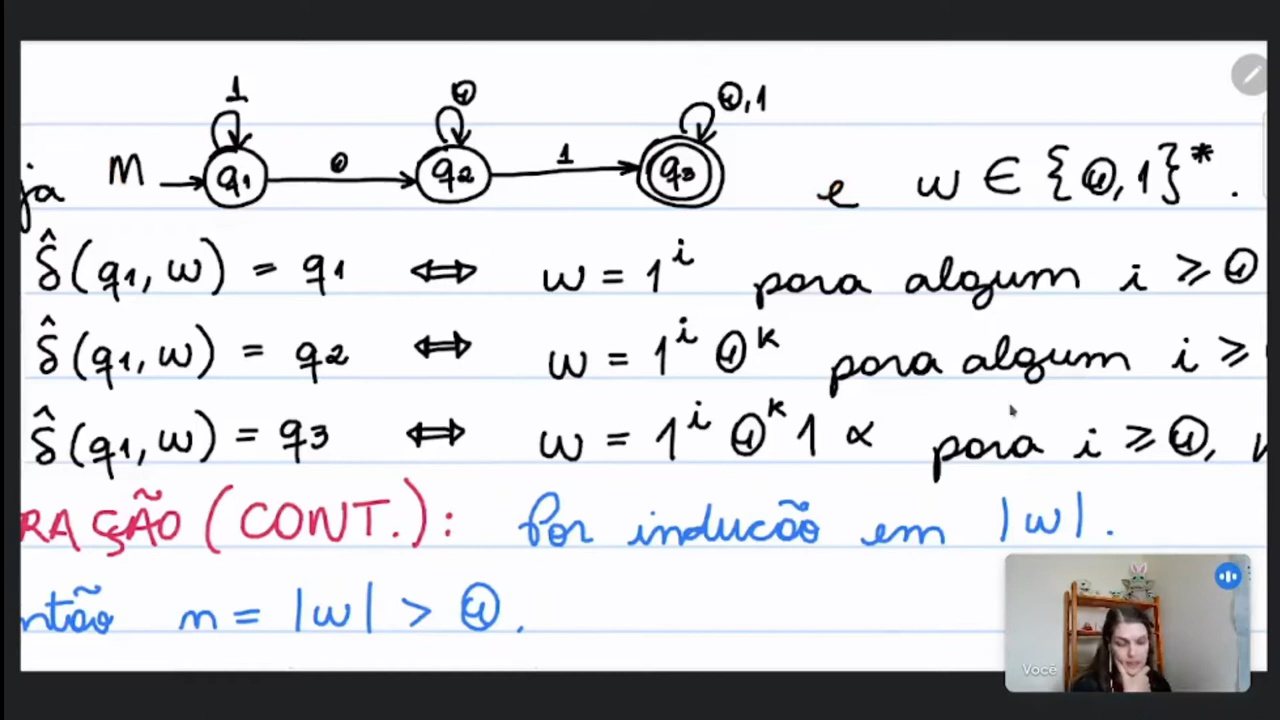 1 0 0,1
ja M q1 0 q2 1 q3 e w ∈ {0,1}*.
δ̂(q1, w) = q1 ⟺ w = 1^i para algum i ≥ 0
δ̂(q1, w) = q2 ⟺ w = 1^i 0^k para algum i ≥
δ̂(q1, w) = q3 ⟺ w = 1^i 0^k 1 α para i ≥ 0,
RAÇÃO (CONT.): Por inducão em |w|.
ntão n = |w| > 0.
Você